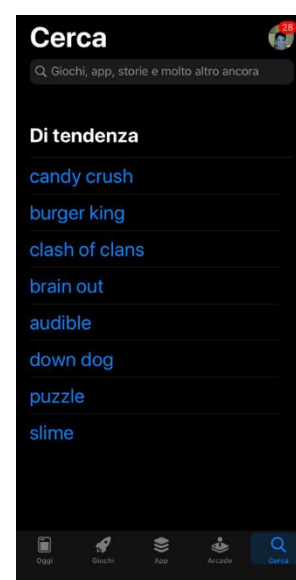 Cerca
28
Giochi, app, storie e molto altro ancora
Di tendenza
candy crush
burger king
clash of clans
brain out
audible
down dog
puzzle
slime
Oggi Giochi App Arcade Cerca